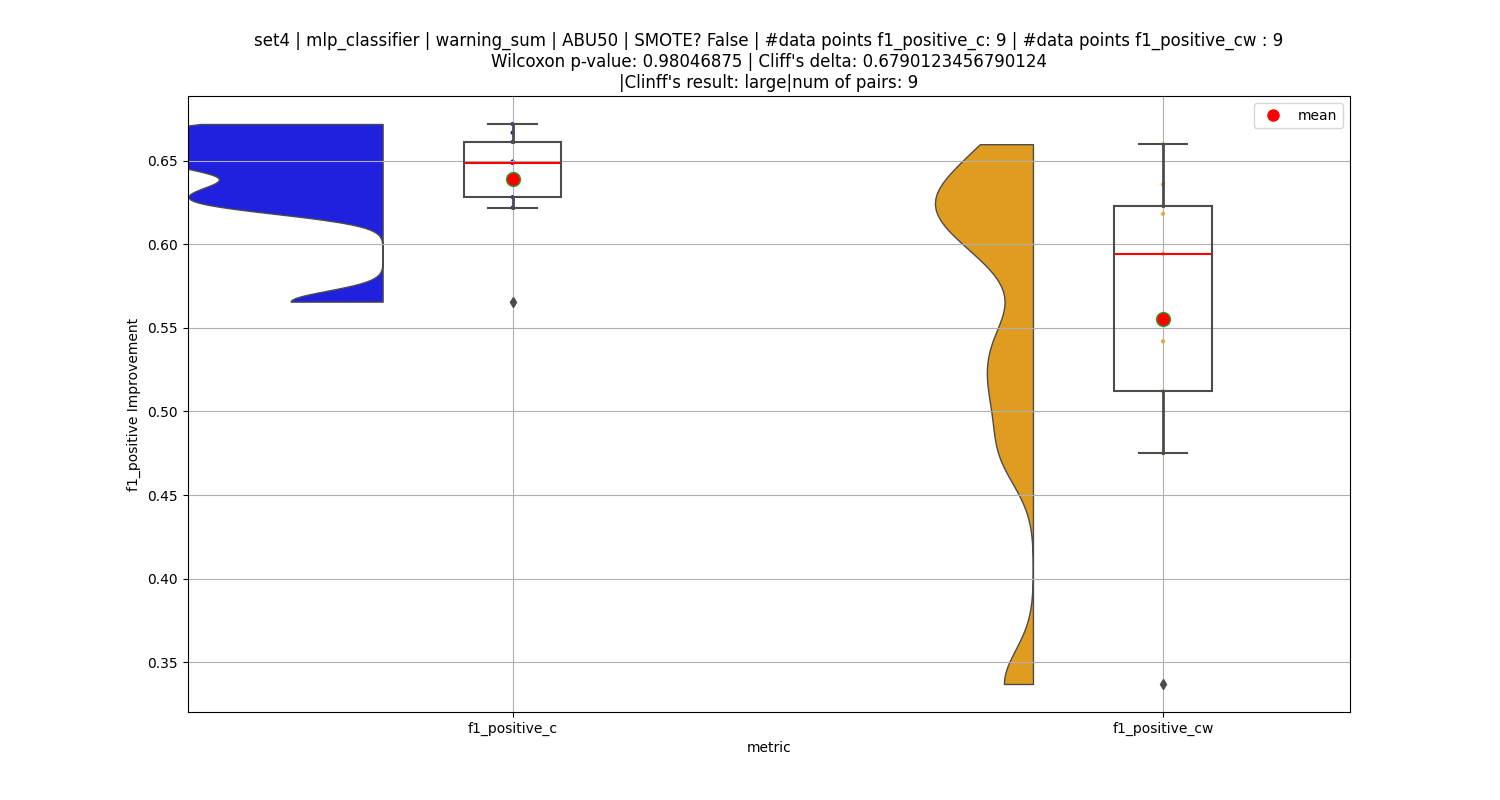 set4 | mlp_classifier | warning_sum | ABU50 | SMOTE? False | #data points f1_positive_c: 9 | #data points f1_positive_cw : 9
Wilcoxon p-value: 0.98046875 | Cliff's delta: 0.6790123456790124
|Clinff's result: large|num of pairs: 9
mean
0.65
0.60
0.55
0.50
0.45
0.40
0.35
f1_positive Improvement
f1_positive_c
f1_positive_cw
metric